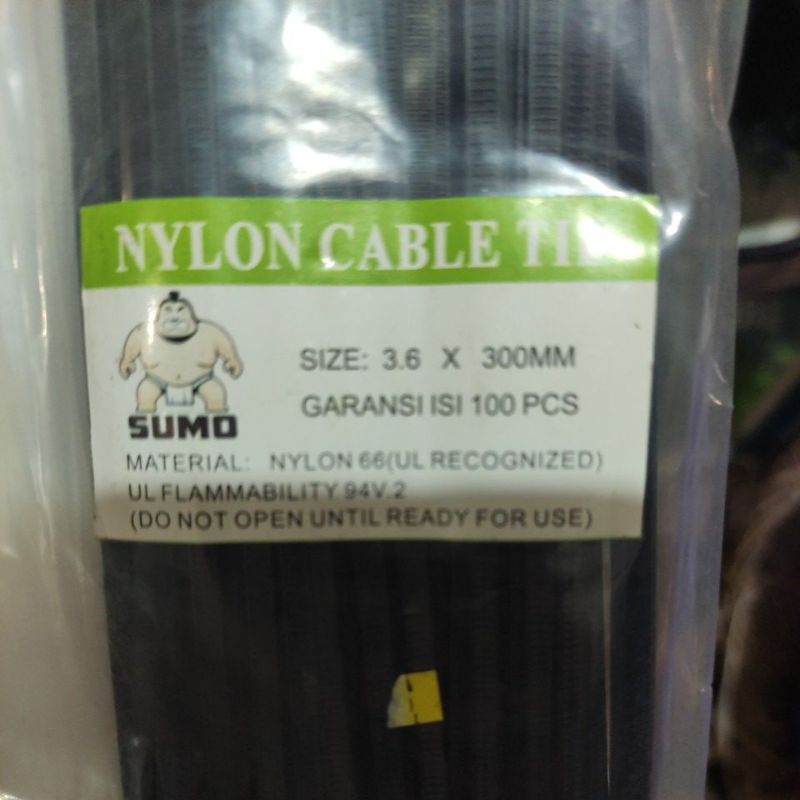 NYLON CABLE
SUMO
SIZE: 3.6 X 300MM
GARANSI ISI 100 PCS
MATERIAL: NYLON 66(UL RECOGNIZED)
UL FLAMMABILITY 94V.2
(DO NOT OPEN UNTIL READY FOR USE)